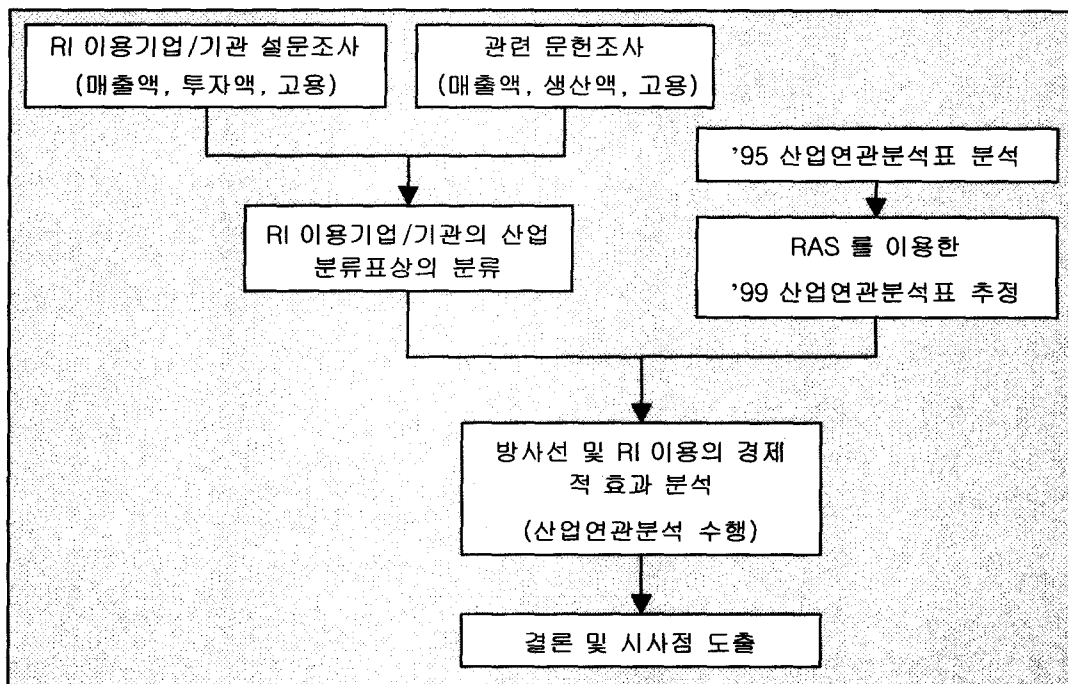 RI 이용기업/기관 설문조사
(매출액, 투자액, 고용)
관련 문헌조사
(매출액, 생산액, 고용)
'95 산업연관분석표 분석
RI 이용기업/기관의 산업
분류표상의 분류
RAS 를 이용한
'99 산업연관분석표 추정
방사선 및 RI 이용의 경제
적 효과 분석
(산업연관분석 수행)
결론 및 시사점 도출